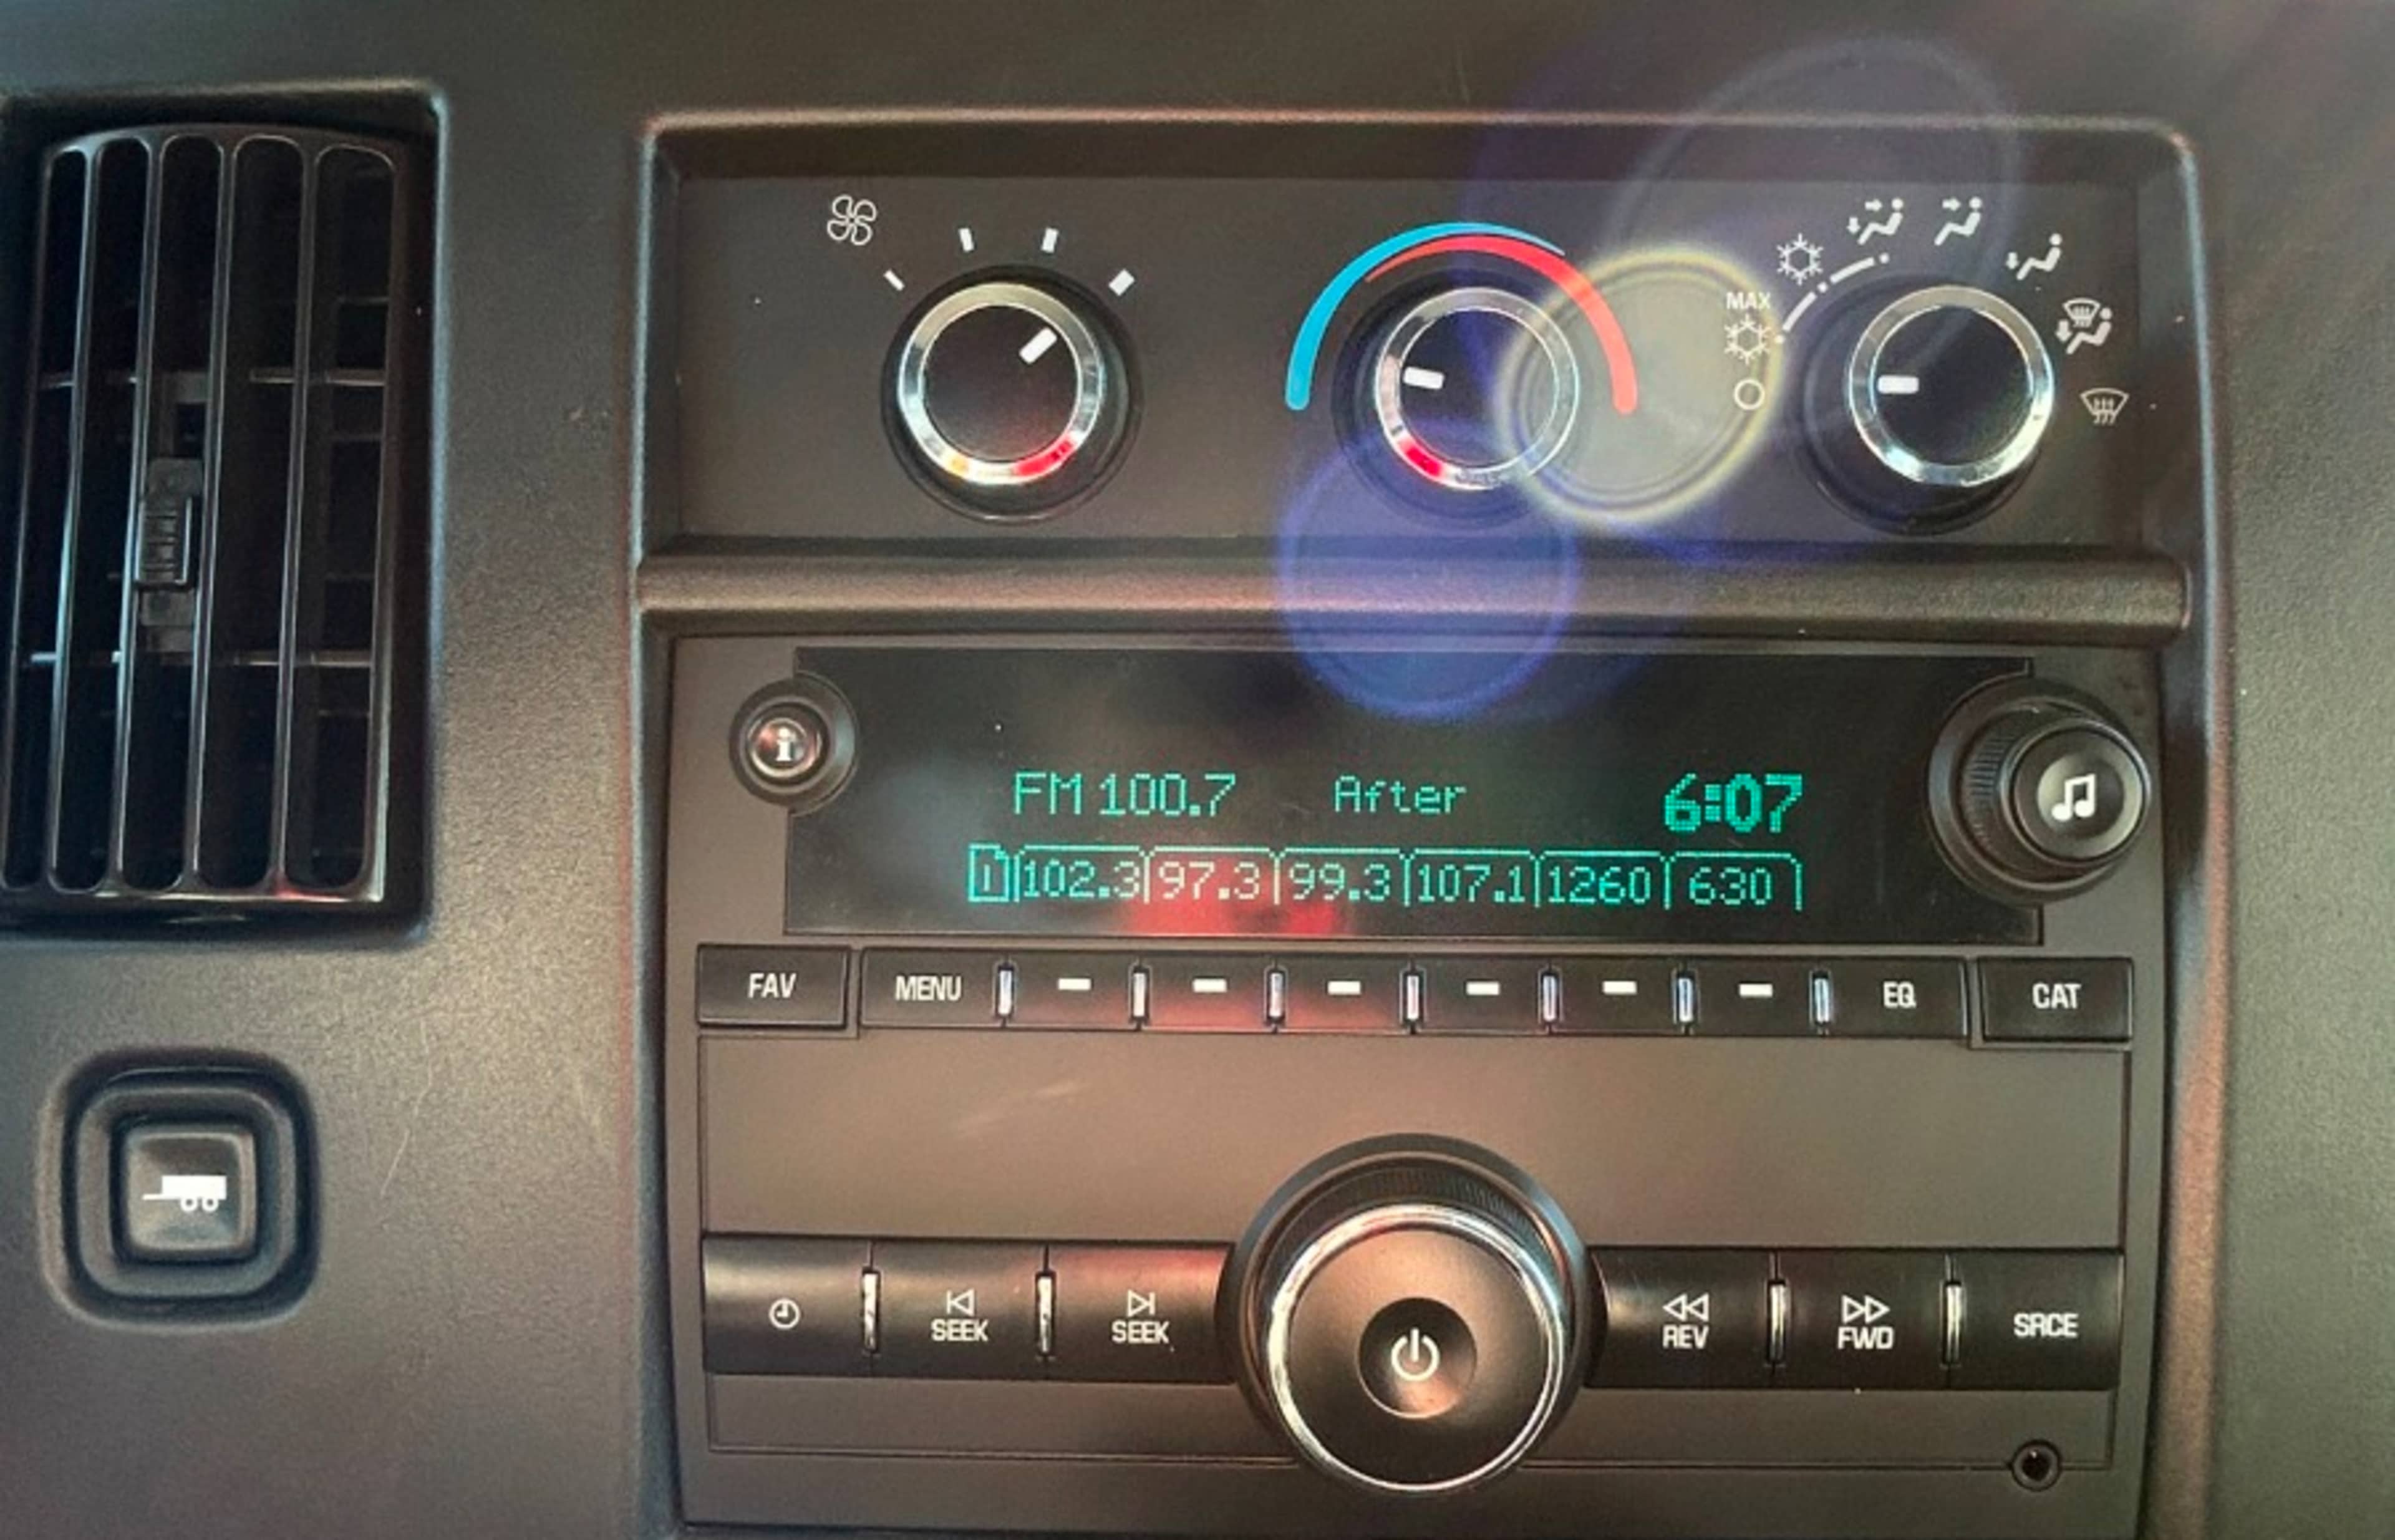 MAX
FM 100.7 After 6:07
1 102.3 97.3 99.3 107.1 1260 630
FAV MENU EQ CAT
SEEK SEEK REV FWD SRCE